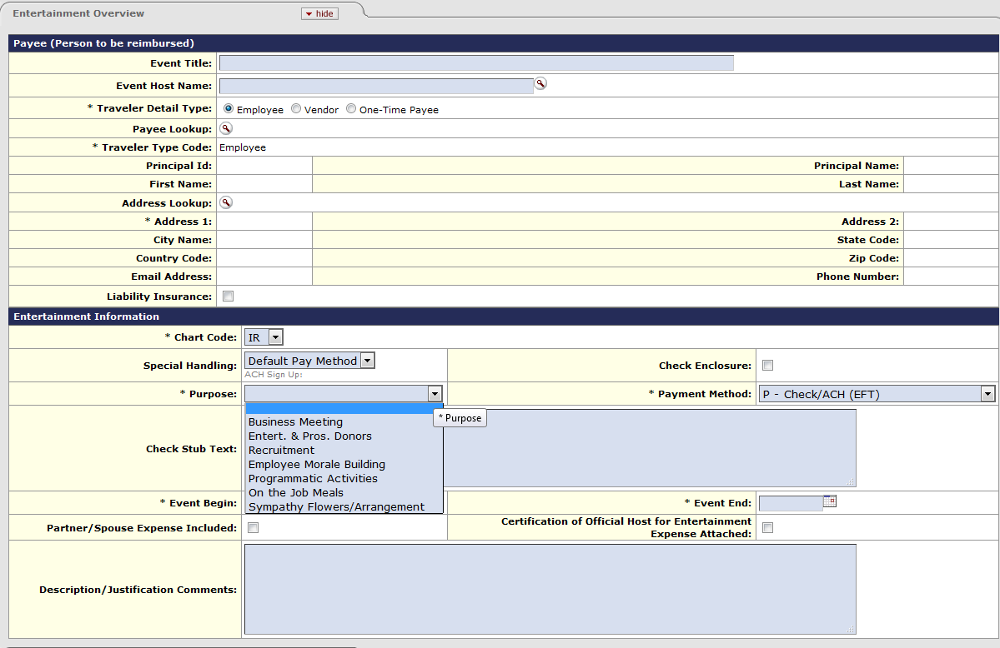 Entertainment Overview hide
Payee (Person to be reimbursed)
Event Title:
Event Host Name:
* Traveler Detail Type: Employee Vendor One-Time Payee
Payee Lookup:
* Traveler Type Code: Employee
Principal Id: Principal Name:
First Name: Last Name:
Address Lookup:
* Address 1: Address 2:
City Name: State Code:
Country Code: Zip Code:
Email Address: Phone Number:
Liability Insurance:
Entertainment Information
* Chart Code: IR
Special Handling: Default Pay Method Check Enclosure:
ACH Sign Up:
* Purpose: * Payment Method: P - Check/ACH (EFT)
* Purpose
Business Meeting
Entert. & Pros. Donors
Recruitment
Employee Morale Building
Programmatic Activities
On the Job Meals
Sympathy Flowers/Arrangement
Check Stub Text:
* Event Begin: * Event End:
Partner/Spouse Expense Included: Certification of Official Host for Entertainment
Expense Attached:
Description/Justification Comments: